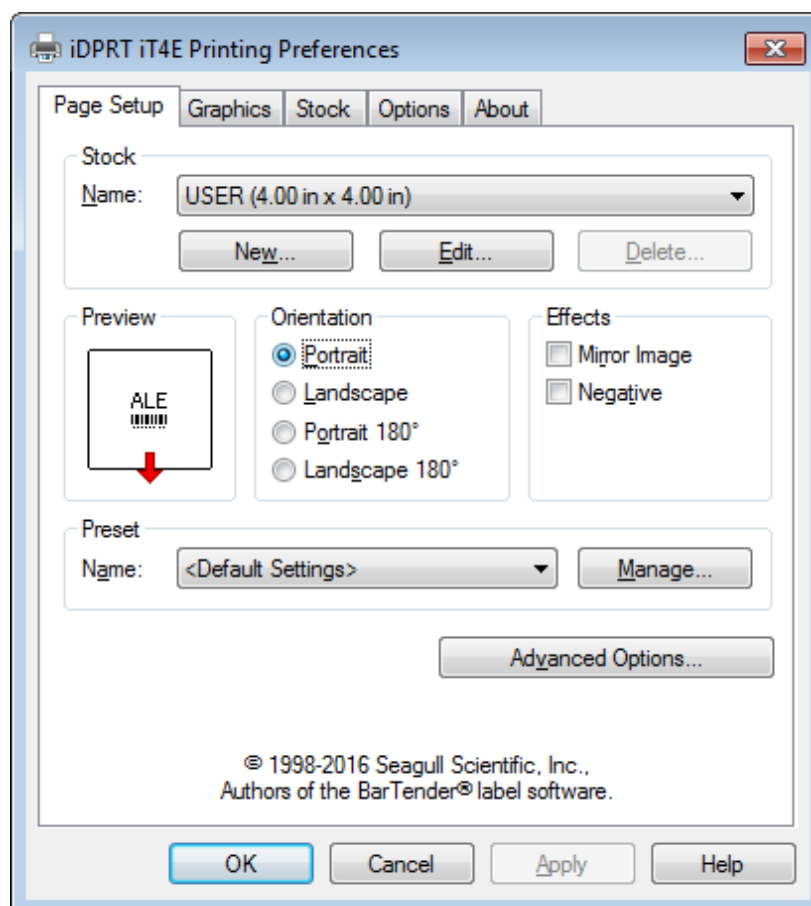 iDPRT iT4E Printing Preferences
Page Setup Graphics Stock Options About
Stock
Name: USER (4.00 in x 4.00 in)
New... Edit... Delete...
Preview Orientation Effects
Portrait Mirror Image
ALE Landscape Negative
Portrait 180°
Landscape 180°
Preset
Name: <Default Settings> Manage...
Advanced Options...
© 1998-2016 Seagull Scientific, Inc.,
Authors of the BarTender® label software.
OK Cancel Apply Help